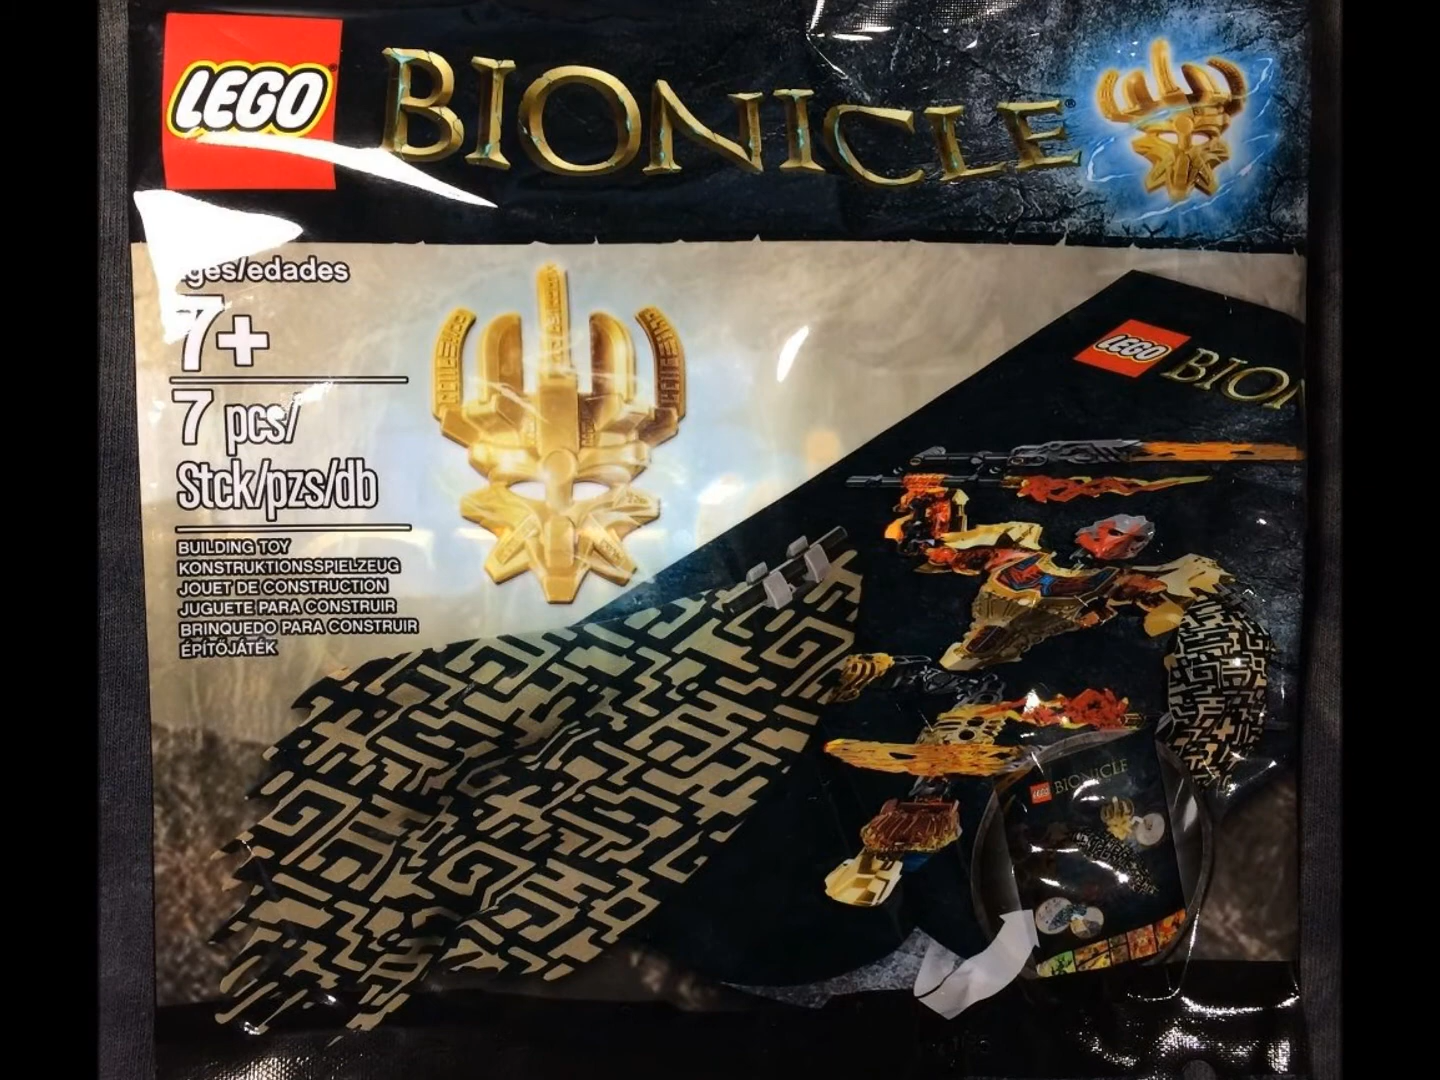 LEGO
BIONICLE®
ges/edades
7+
7 pcs/
Stck/pzs/db
BUILDING TOY
KONSTRUKTIONSSPIELZEUG
JOUET DE CONSTRUCTION
JUGUETE PARA CONSTRUIR
BRINQUEDO PARA CONSTRUIR
ÉPÍTŐJÁTÉK
LEGO BION
LEGO BIONICLE